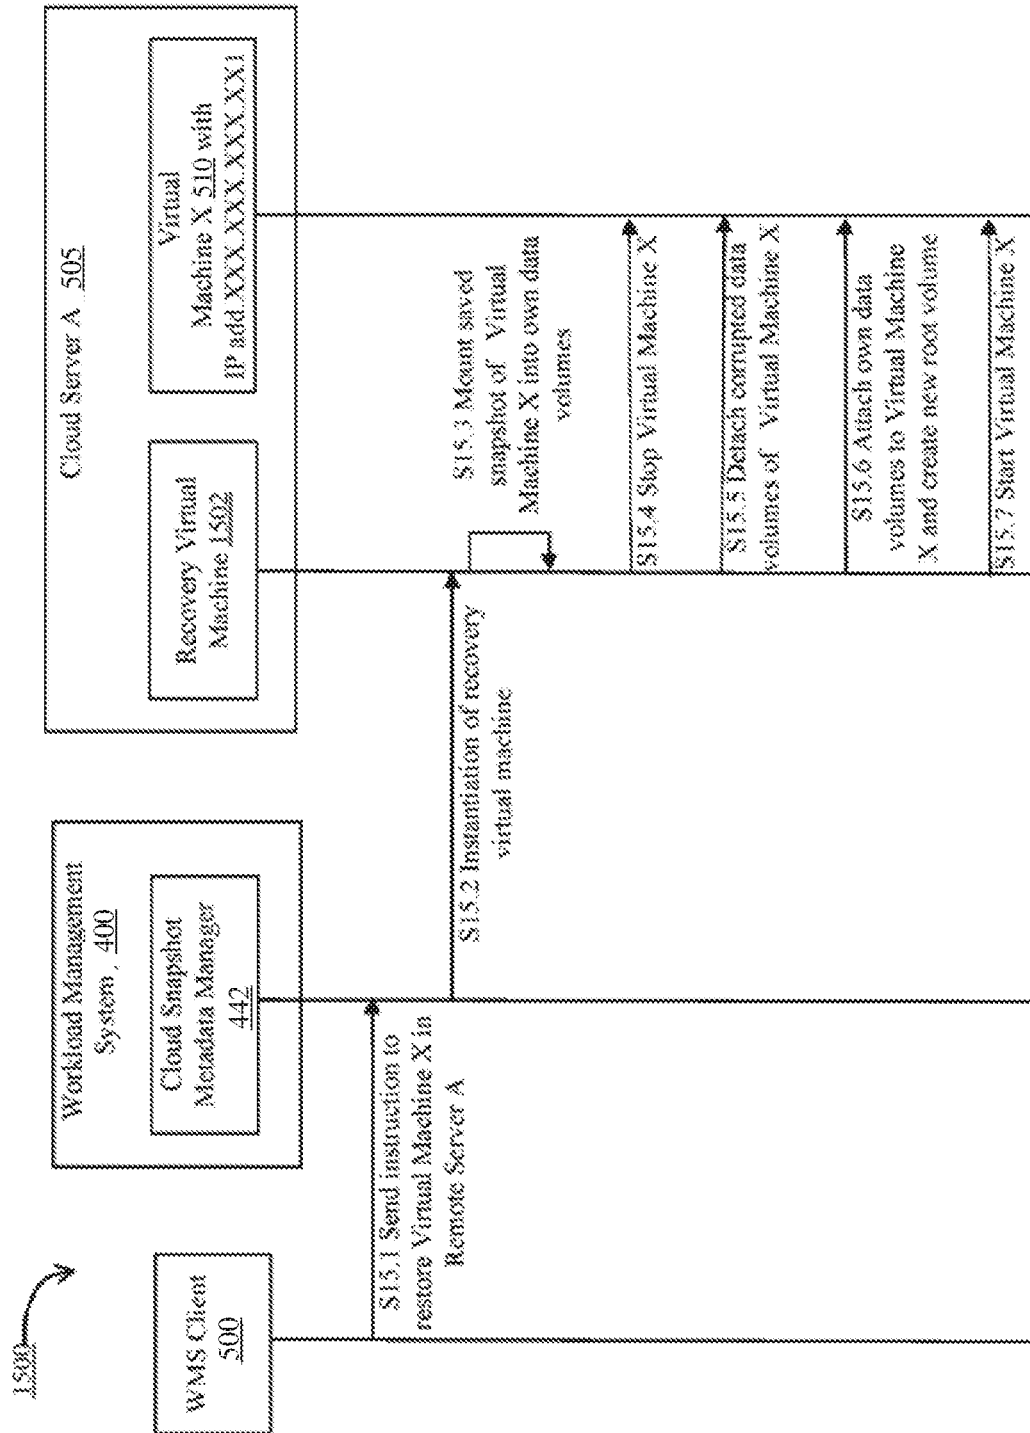 1500
WMS Client
500
Workload Management
System 400
Cloud Snapshot
Metadata Manager
442
Cloud Server A 505
Recovery Virtual
Machine 1502
Virtual
Machine X 510 with
IP add.XXX.XXX.XXX.XX1
S15.1 Send instruction to
restore Virtual Machine X in
Remote Server A
S15.2 Instantiation of recovery
virtual machine
S15.3 Mount saved
snapshot of Virtual
Machine X into own data
volumes
S15.4 Stop Virtual Machine X
S15.5 Detach corrupted data
volumes of Virtual Machine X
S15.6 Attach own data
volumes to Virtual Machine
X and create new root volume
S15.7 Start Virtual Machine X